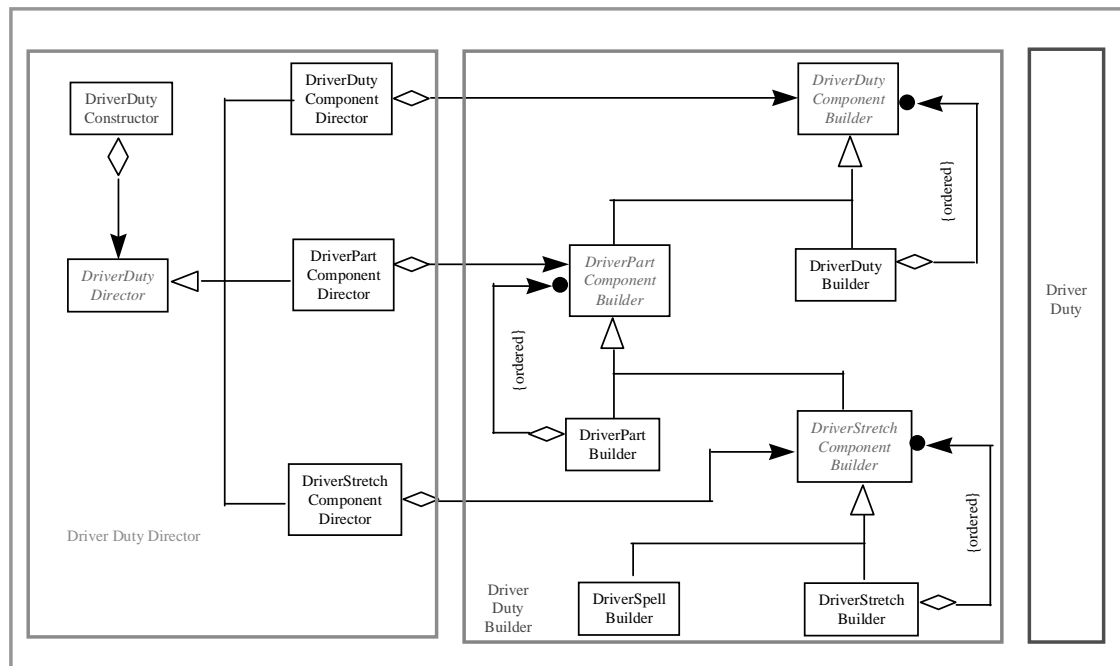 DriverDuty
Constructor
DriverDuty
Director
DriverDuty
Component
Director
DriverPart
Component
Director
DriverStretch
Component
Director
Driver Duty Director
DriverDuty
Component
Builder
{ordered}
DriverPart
Component
Builder
DriverDuty
Builder
{ordered}
DriverPart
Builder
DriverStretch
Component
Builder
{ordered}
DriverSpell
Builder
DriverStretch
Builder
Driver
Duty
Builder
Driver
Duty